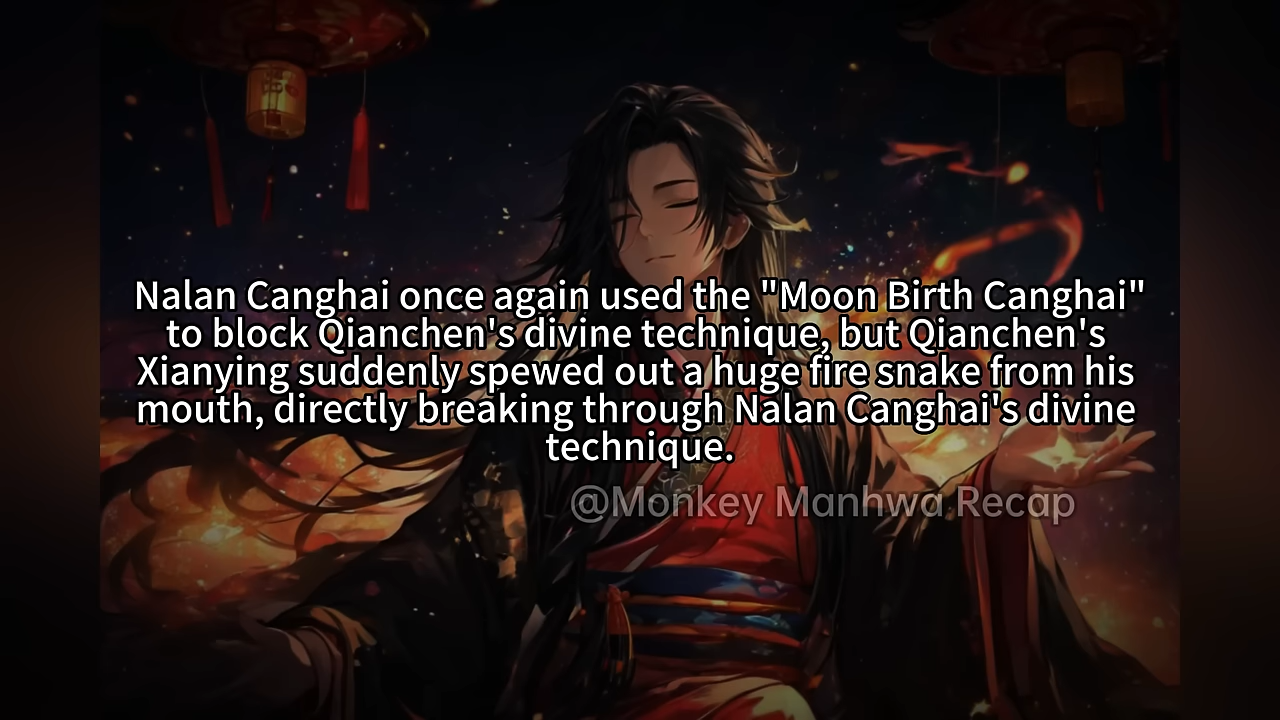 Nalan Canghai once again used the "Moon Birth Canghai"
to block Qianchen's divine technique, but Qianchen's
Xianying suddenly spewed out a huge fire snake from his
mouth, directly breaking through Nalan Canghai's divine
technique.
@Monkey Manhwa Recap